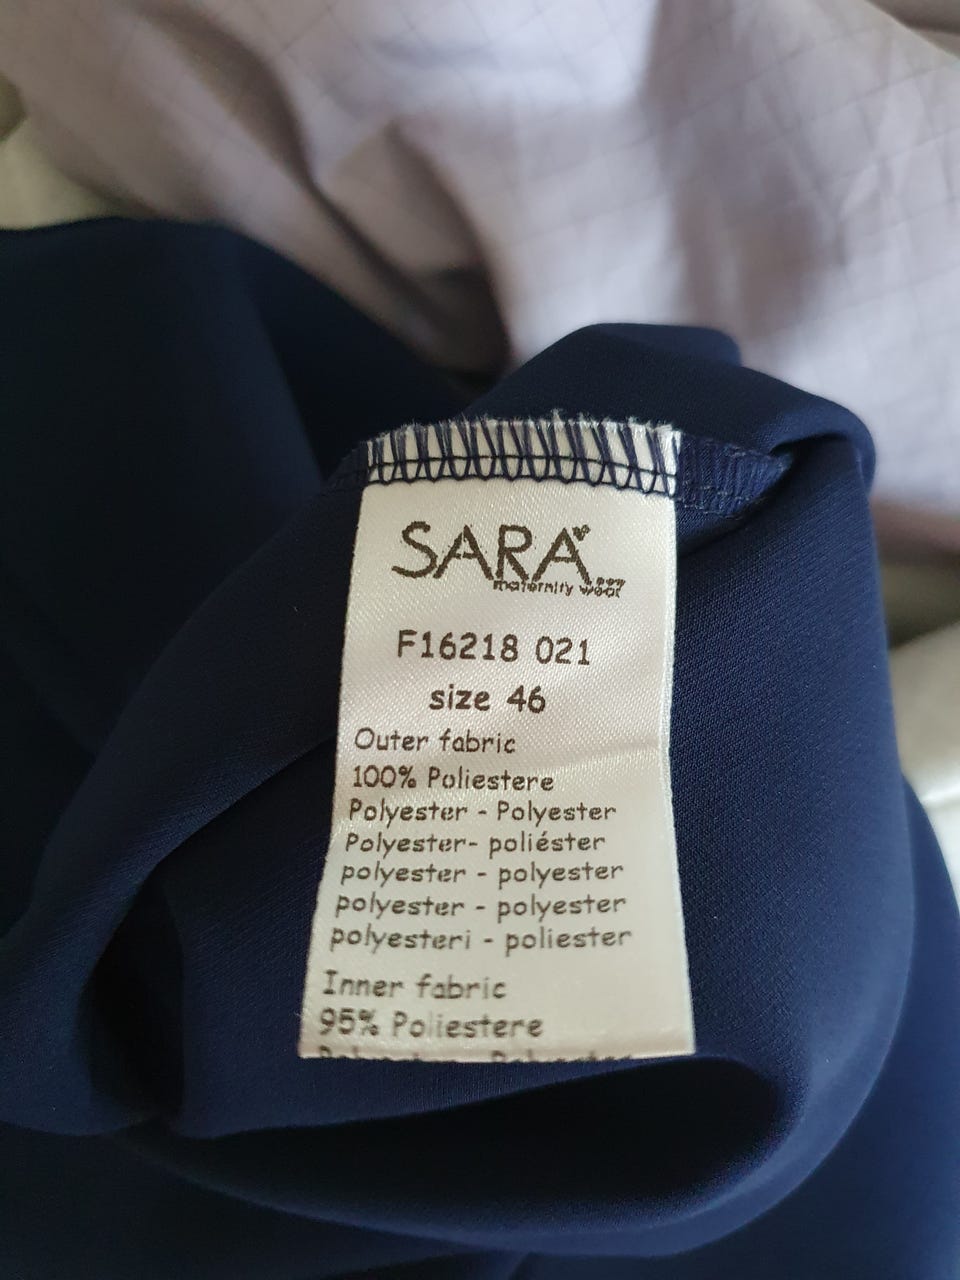 SARA
maternity wear
F16218 021
size 46
Outer fabric
100% Poliestere
Polyester - Polyester
Polyester- poliéster
polyester - polyester
polyester - polyester
polyesteri - poliester
Inner fabric
95% Poliestere